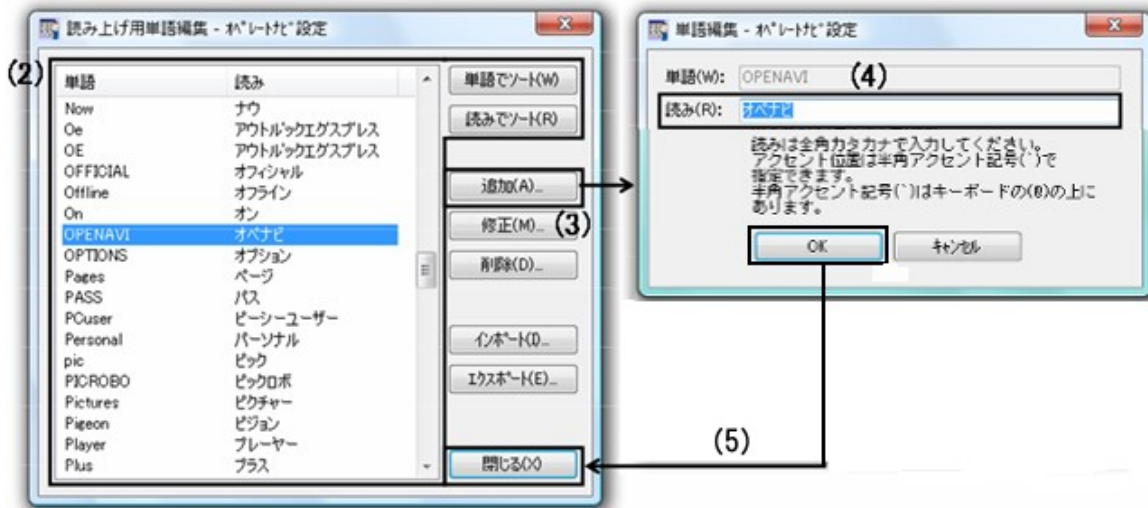 読み上げ用単語編集 - ｵﾍﾟﾚｰﾄﾅﾋﾞ設定
(2)
単語 読み
Now ナウ
Oe アウトルックエグスプレス
OE アウトルックエグスプレス
OFFICIAL オフィシャル
Offline オフライン
On オン
OPENAVI オペナビ
OPTIONS オプション
Pages ページ
PASS パス
PCuser ピーシーユーザー
Personal パーソナル
pic ピック
PICROBO ピックロボ
Pictures ピクチャー
Pigeon ピジョン
Player プレーヤー
Plus プラス
単語でソート(W)
読みでソート(R)
追加(A)...
修正(M)...
(3)
削除(D)...
ｲﾝﾎﾟｰﾄ(I)...
ｴｸｽﾎﾟｰﾄ(E)...
閉じる(X)
単語編集 - ｵﾍﾟﾚｰﾄﾅﾋﾞ設定
単語(W): OPENAVI
(4)
読み(R): オペナビ
読みは全角カタカナで入力してください。
アクセント位置は半角アクセント記号(`)で
指定できます。
半角アクセント記号(`)はキーボードの(@)の上に
あります。
OK
ｷｬﾝｾﾙ
(5)